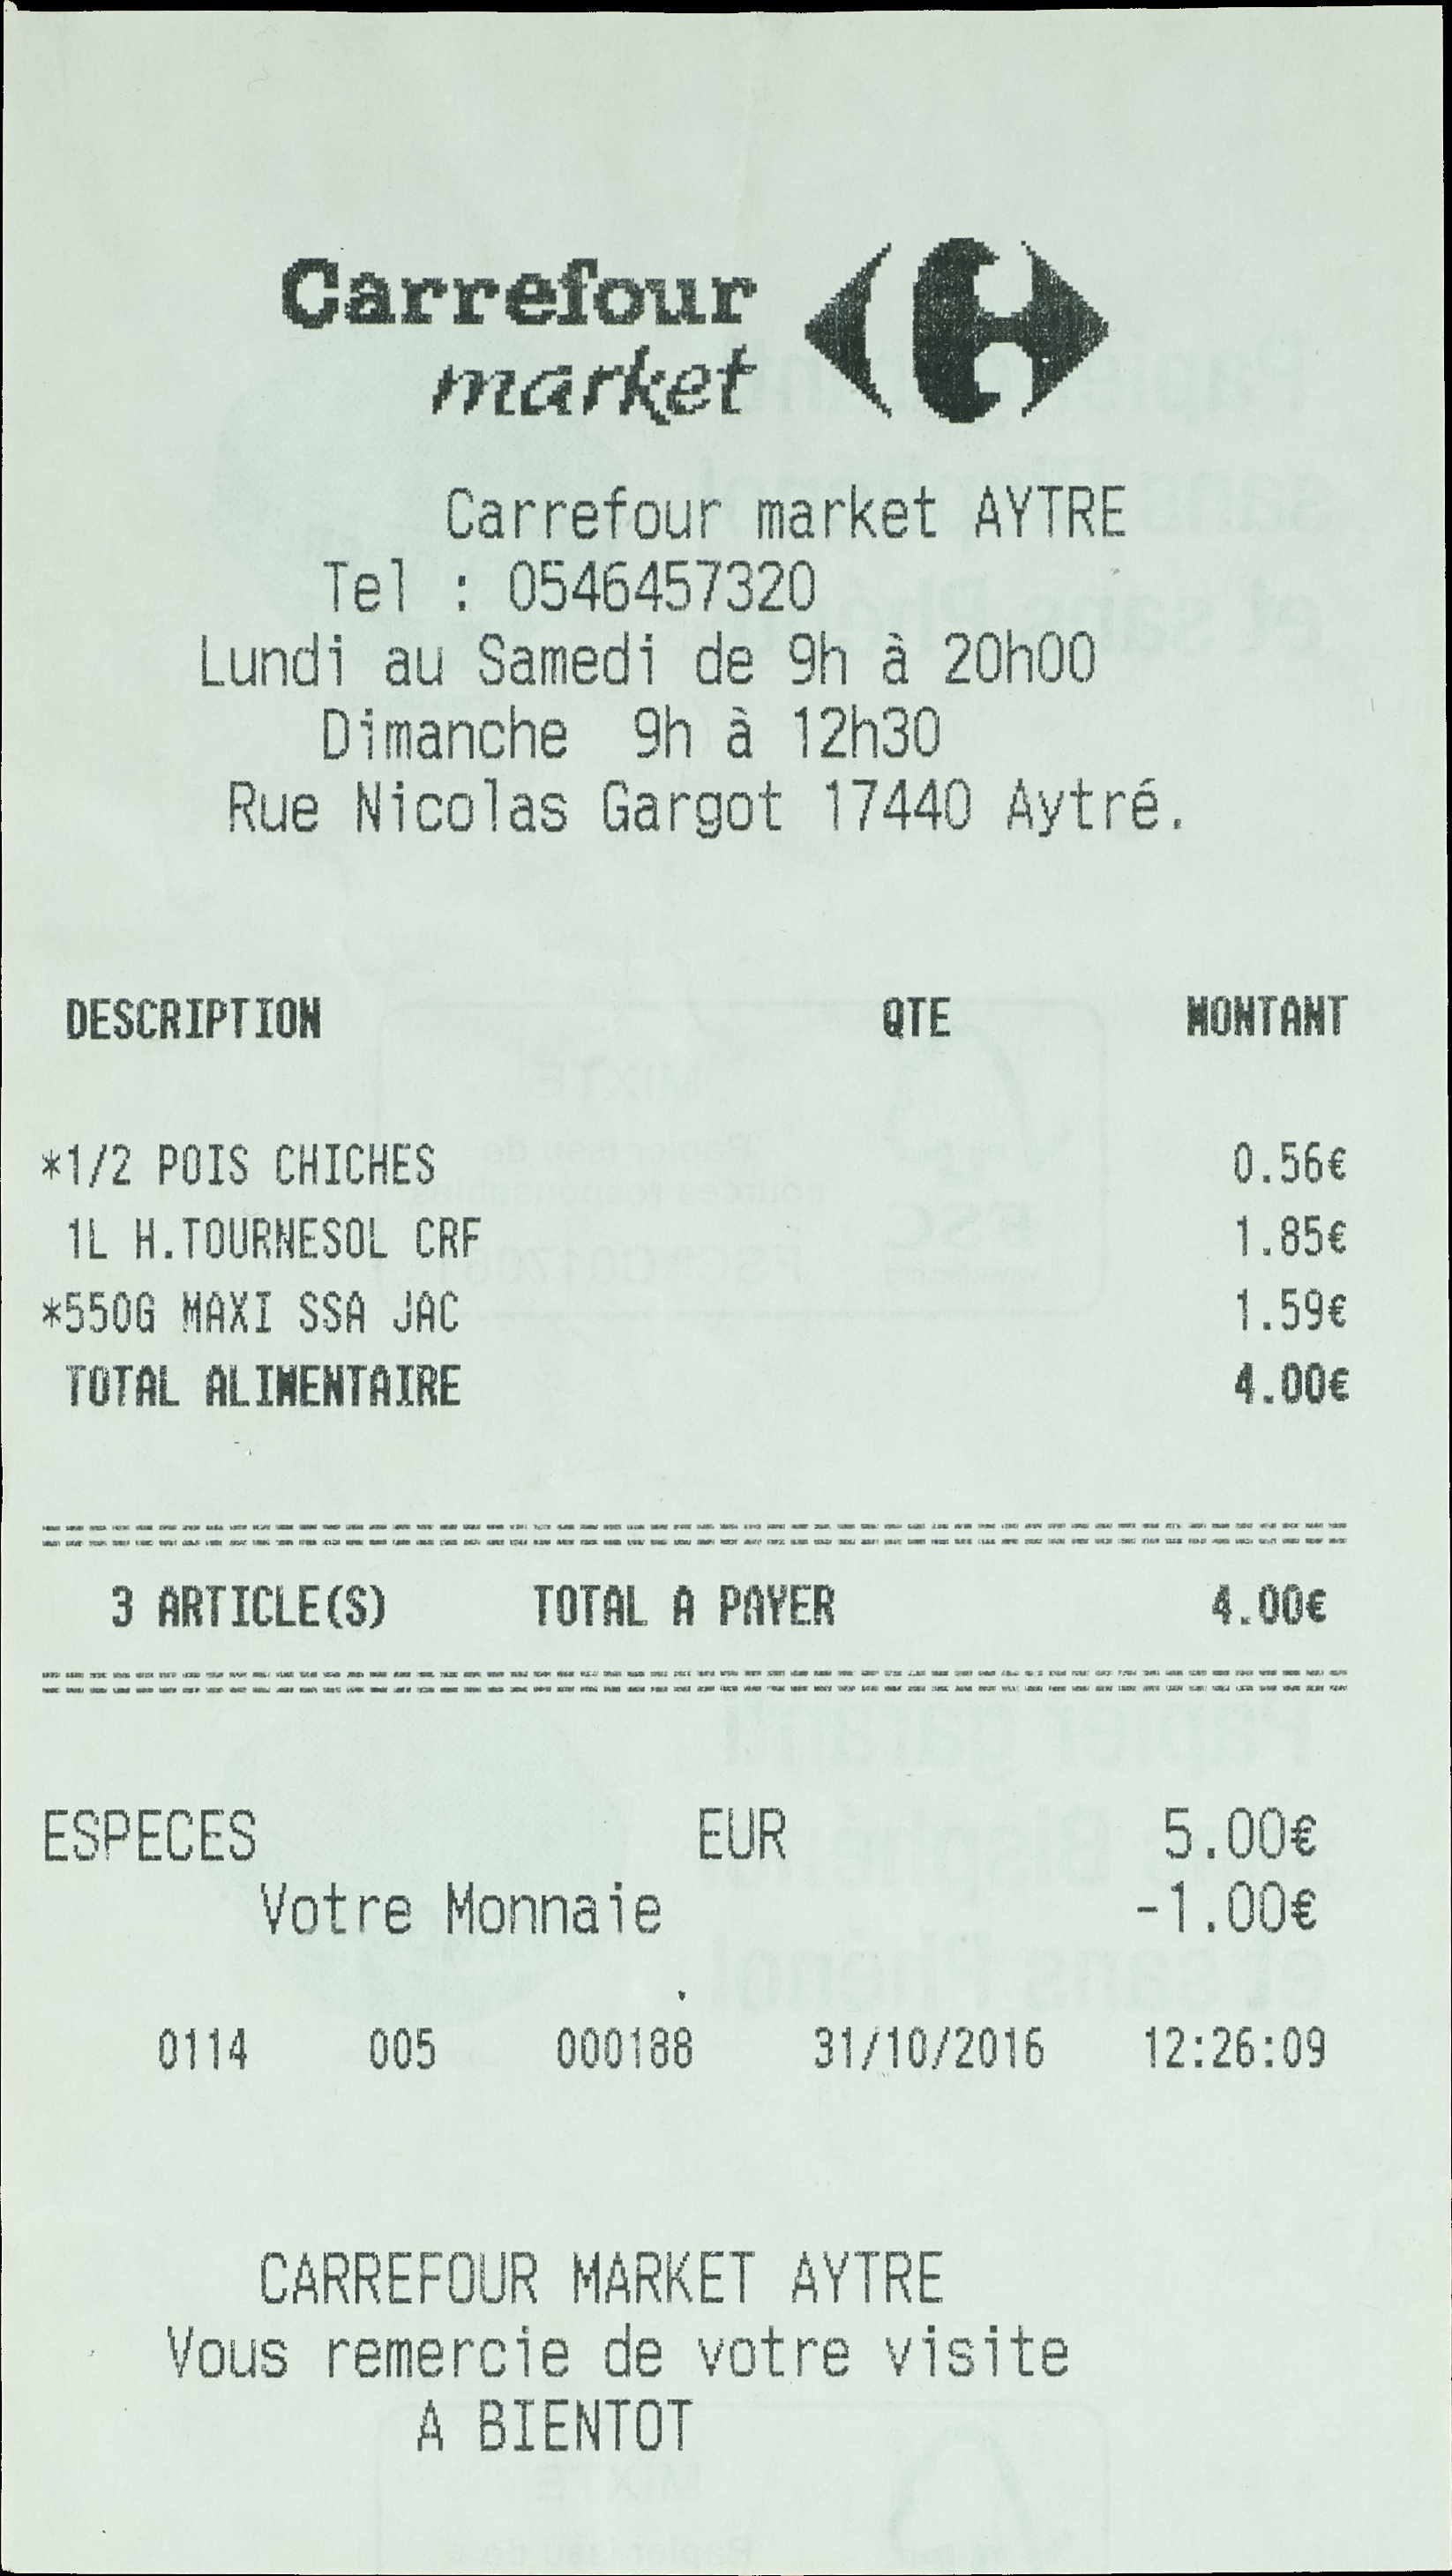 Carrefour
market
Carrefour market AYTRE
Tel : 0546457320
Lundi au Samedi de 9h à 20h00
Dimanche 9h à 12h30
Rue Nicolas Gargot 17440 Aytré.
DESCRIPTION QTE MONTANT
*1/2 POIS CHICHES 0.56€
1L H.TOURNESOL CRF 1.85€
*550G MAXI SSA JAC 1.59€
TOTAL ALIMENTAIRE 4.00€
3 ARTICLE(S) TOTAL A PAYER 4.00€
ESPECES EUR 5.00€
Votre Monnaie -1.00€
0114 005 000188 31/10/2016 12:26:09
CARREFOUR MARKET AYTRE
Vous remercie de votre visite
A BIENTOT